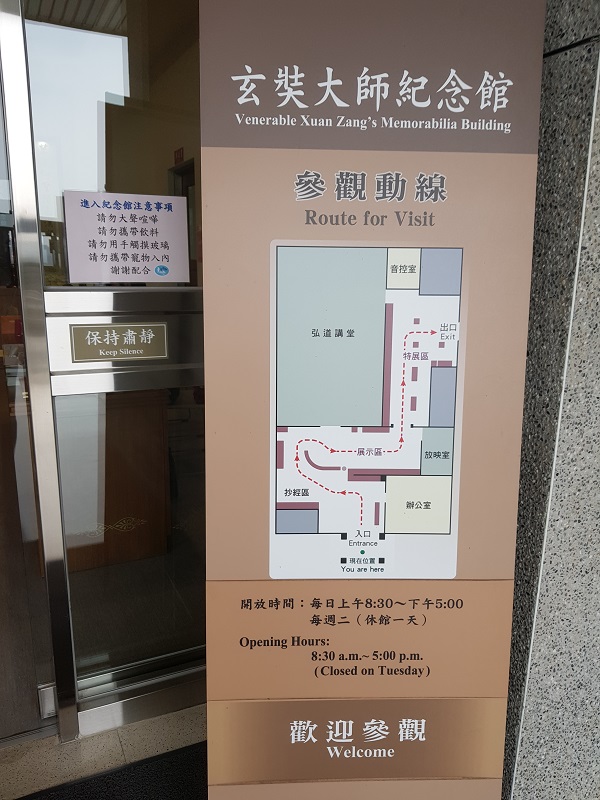 玄奘大師紀念館
Venerable Xuan Zang's Memorabilia Building
參觀動線
Route for Visit
音控室
弘道講堂
出口
Exit
特展區
展示區
放映室
抄經區
辦公室
入口
Entrance
■ 現在位置 ■
You are here
開放時間：每日上午8:30～下午5:00
每週二（休館一天）
Opening Hours:
8:30 a.m.~ 5:00 p.m.
(Closed on Tuesday)
歡迎參觀
Welcome
進入紀念館注意事項
請勿大聲喧嘩
請勿攜帶飲料
請勿用手觸摸玻璃
請勿攜帶寵物入內
謝謝配合
保持肅靜
Keep Silence